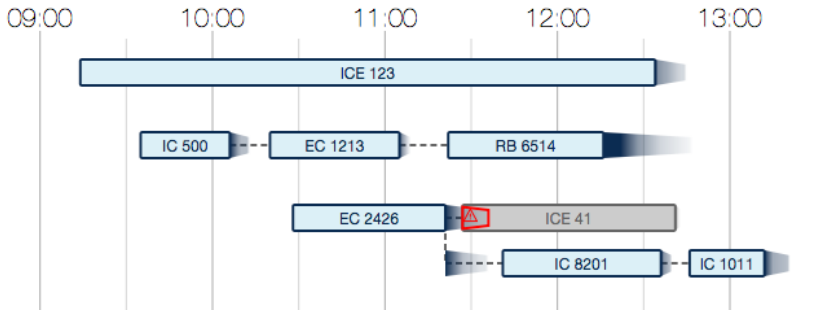 09:00 10:00 11:00 12:00 13:00
ICE 123
IC 500 EC 1213 RB 6514
EC 2426 ICE 41
IC 8201 IC 1011